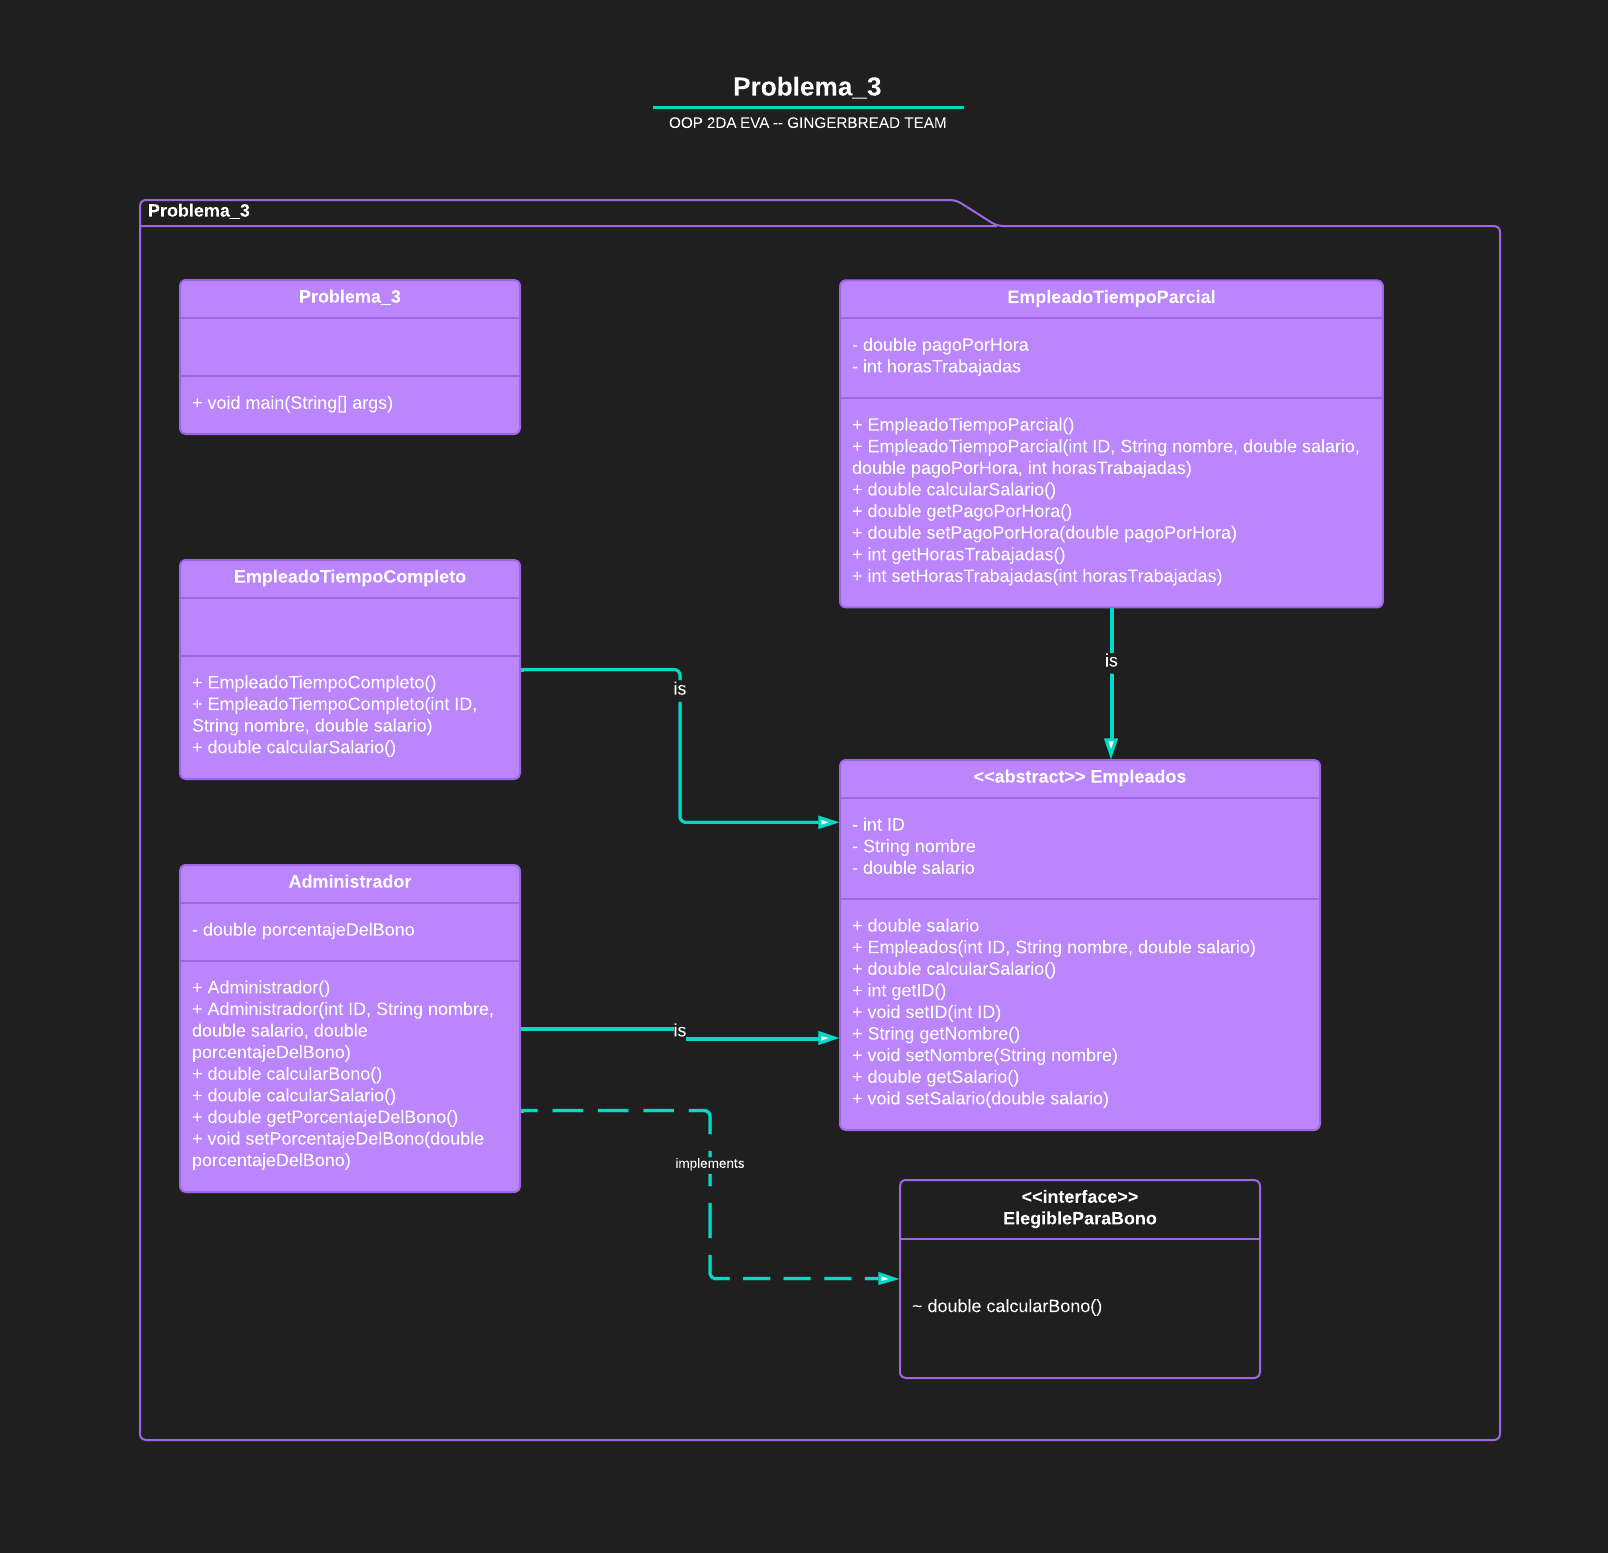 Problema_3
OOP 2DA EVA -- GINGERBREAD TEAM
Problema_3
Problema_3
+ void main(String[] args)
EmpleadoTiempoParcial
- double pagoPorHora
- int horasTrabajadas
+ EmpleadoTiempoParcial()
+ EmpleadoTiempoParcial(int ID, String nombre, double salario,
double pagoPorHora, int horasTrabajadas)
+ double calcularSalario()
+ double getPagoPorHora()
+ double setPagoPorHora(double pagoPorHora)
+ int getHorasTrabajadas()
+ int setHorasTrabajadas(int horasTrabajadas)
EmpleadoTiempoCompleto
+ EmpleadoTiempoCompleto()
+ EmpleadoTiempoCompleto(int ID,
String nombre, double salario)
+ double calcularSalario()
is
is
<<abstract>> Empleados
- int ID
- String nombre
- double salario
+ double salario
+ Empleados(int ID, String nombre, double salario)
+ double calcularSalario()
+ int getID()
+ void setID(int ID)
+ String getNombre()
+ void setNombre(String nombre)
+ double getSalario()
+ void setSalario(double salario)
Administrador
- double porcentajeDelBono
+ Administrador()
+ Administrador(int ID, String nombre,
double salario, double
porcentajeDelBono)
+ double calcularBono()
+ double calcularSalario()
+ double getPorcentajeDelBono()
+ void setPorcentajeDelBono(double
porcentajeDelBono)
is
implements
<<interface>>
ElegibleParaBono
~ double calcularBono()